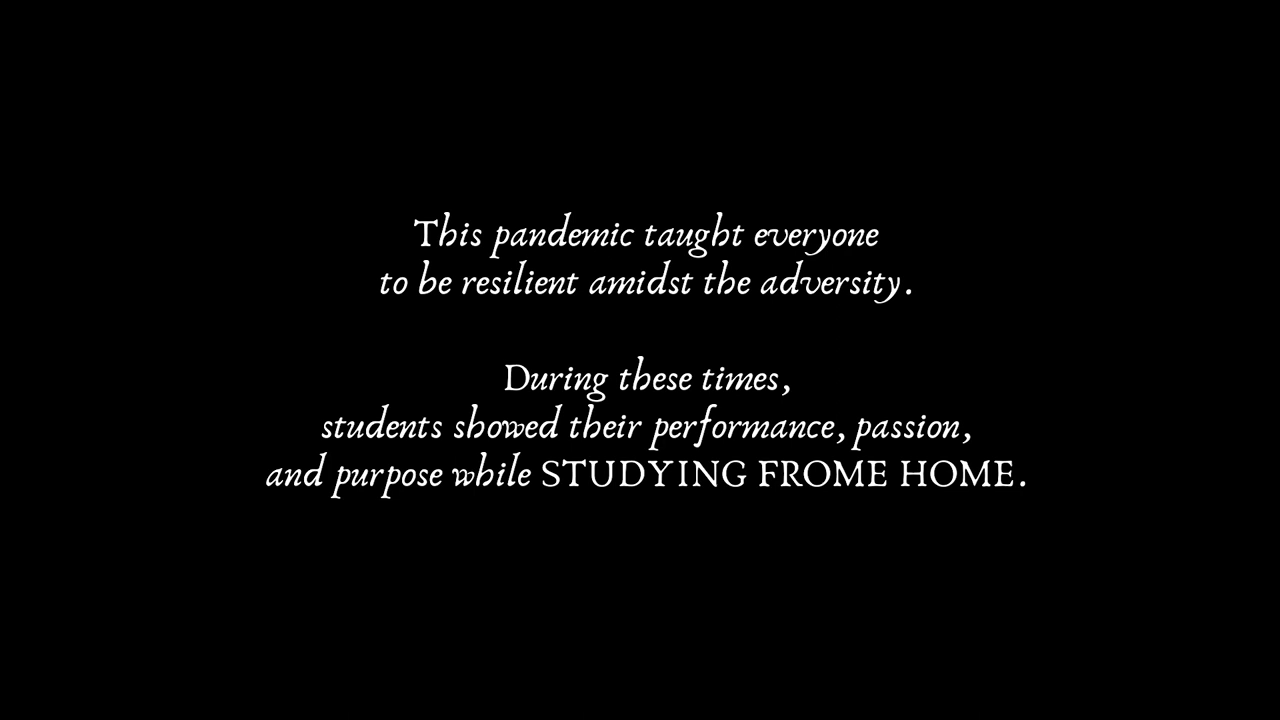 This pandemic taught everyone
to be resilient amidst the adversity.
During these times,
students showed their performance, passion,
and purpose while STUDYING FROME HOME.